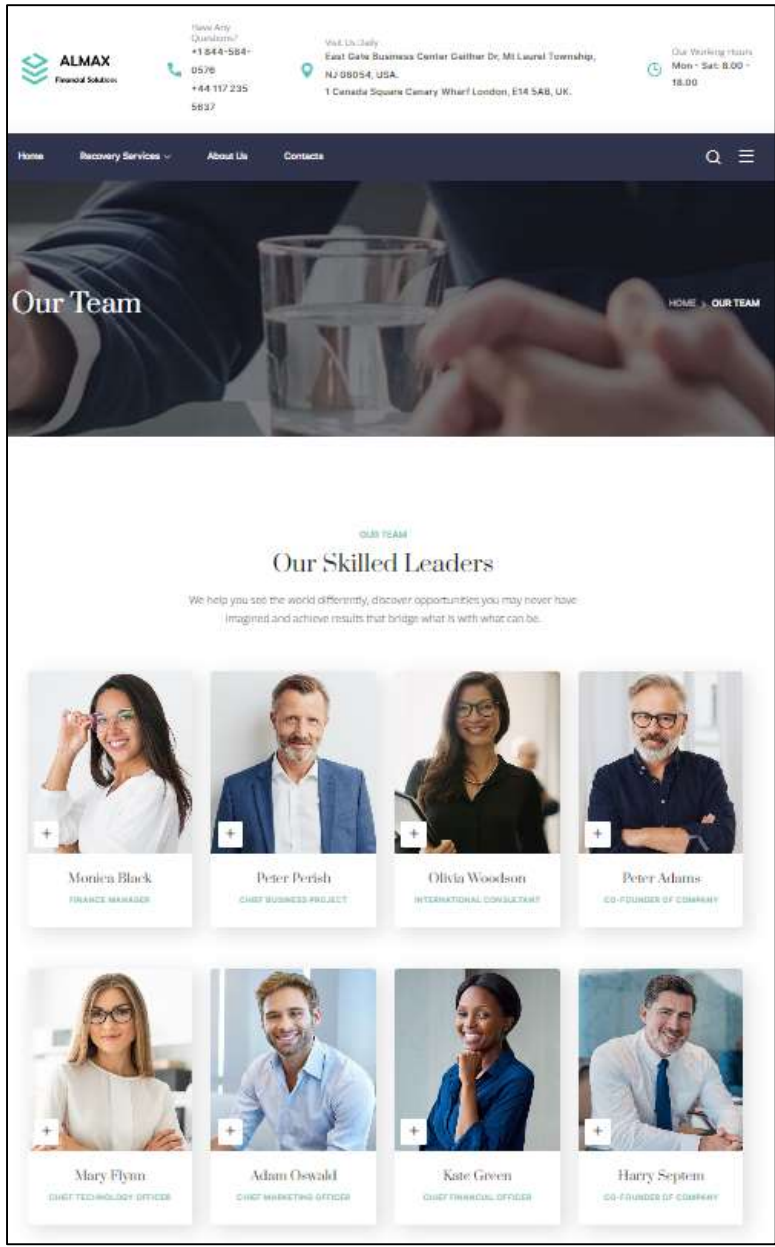 ALMAX
Financial Solutions
Have Any
Questions?
+1 844-564-
0576
+44 117 235
5637
Visit Us Daily
East Gate Business Center Gaither Dr, Mt Laurel Township,
NJ 08054, USA.
1 Canada Square Canary Wharf London, E14 5AB, UK.
Our Working Hours
Mon - Sat: 8.00 -
18.00
Home
Recovery Services
About Us
Contacts
Our Team
HOME > OUR TEAM
OUR TEAM
Our Skilled Leaders
We help you see the world differently, discover opportunities you may never have
imagined and achieve results that bridge what is with what can be.
Monica Black
FINANCE MANAGER
Peter Perish
CHIEF BUSINESS PROJECT
Olivia Woodson
INTERNATIONAL CONSULTANT
Peter Adams
CO-FOUNDER OF COMPANY
Mary Flynn
CHIEF TECHNOLOGY OFFICER
Adam Oswald
CHIEF MARKETING OFFICER
Kate Green
CHIEF FINANCIAL OFFICER
Harry Septem
CO-FOUNDER OF COMPANY